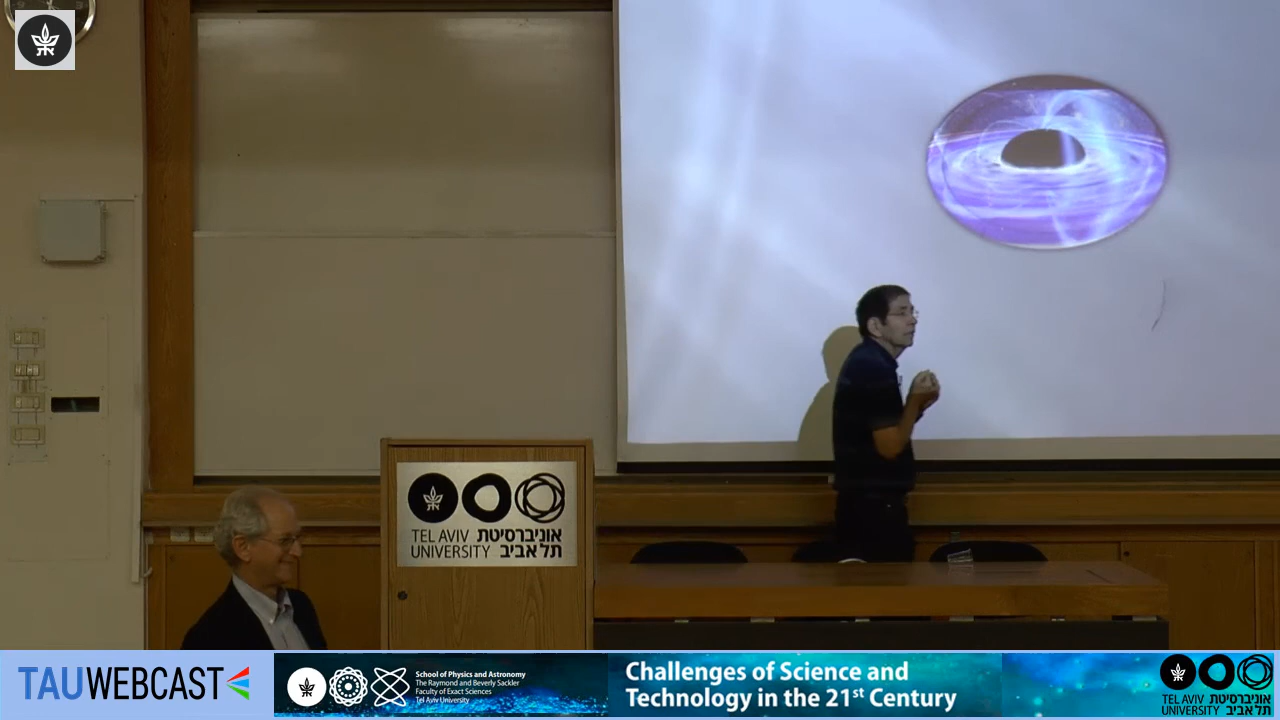 TEL AVIV אוניברסיטת
UNIVERSITY תל אביב
TAUWEBCAST
School of Physics and Astronomy
The Raymond and Beverly Sackler
Faculty of Exact Sciences
Tel Aviv University
Challenges of Science and
Technology in the 21st Century
TEL AVIV אוניברסיטת
UNIVERSITY תל אביב